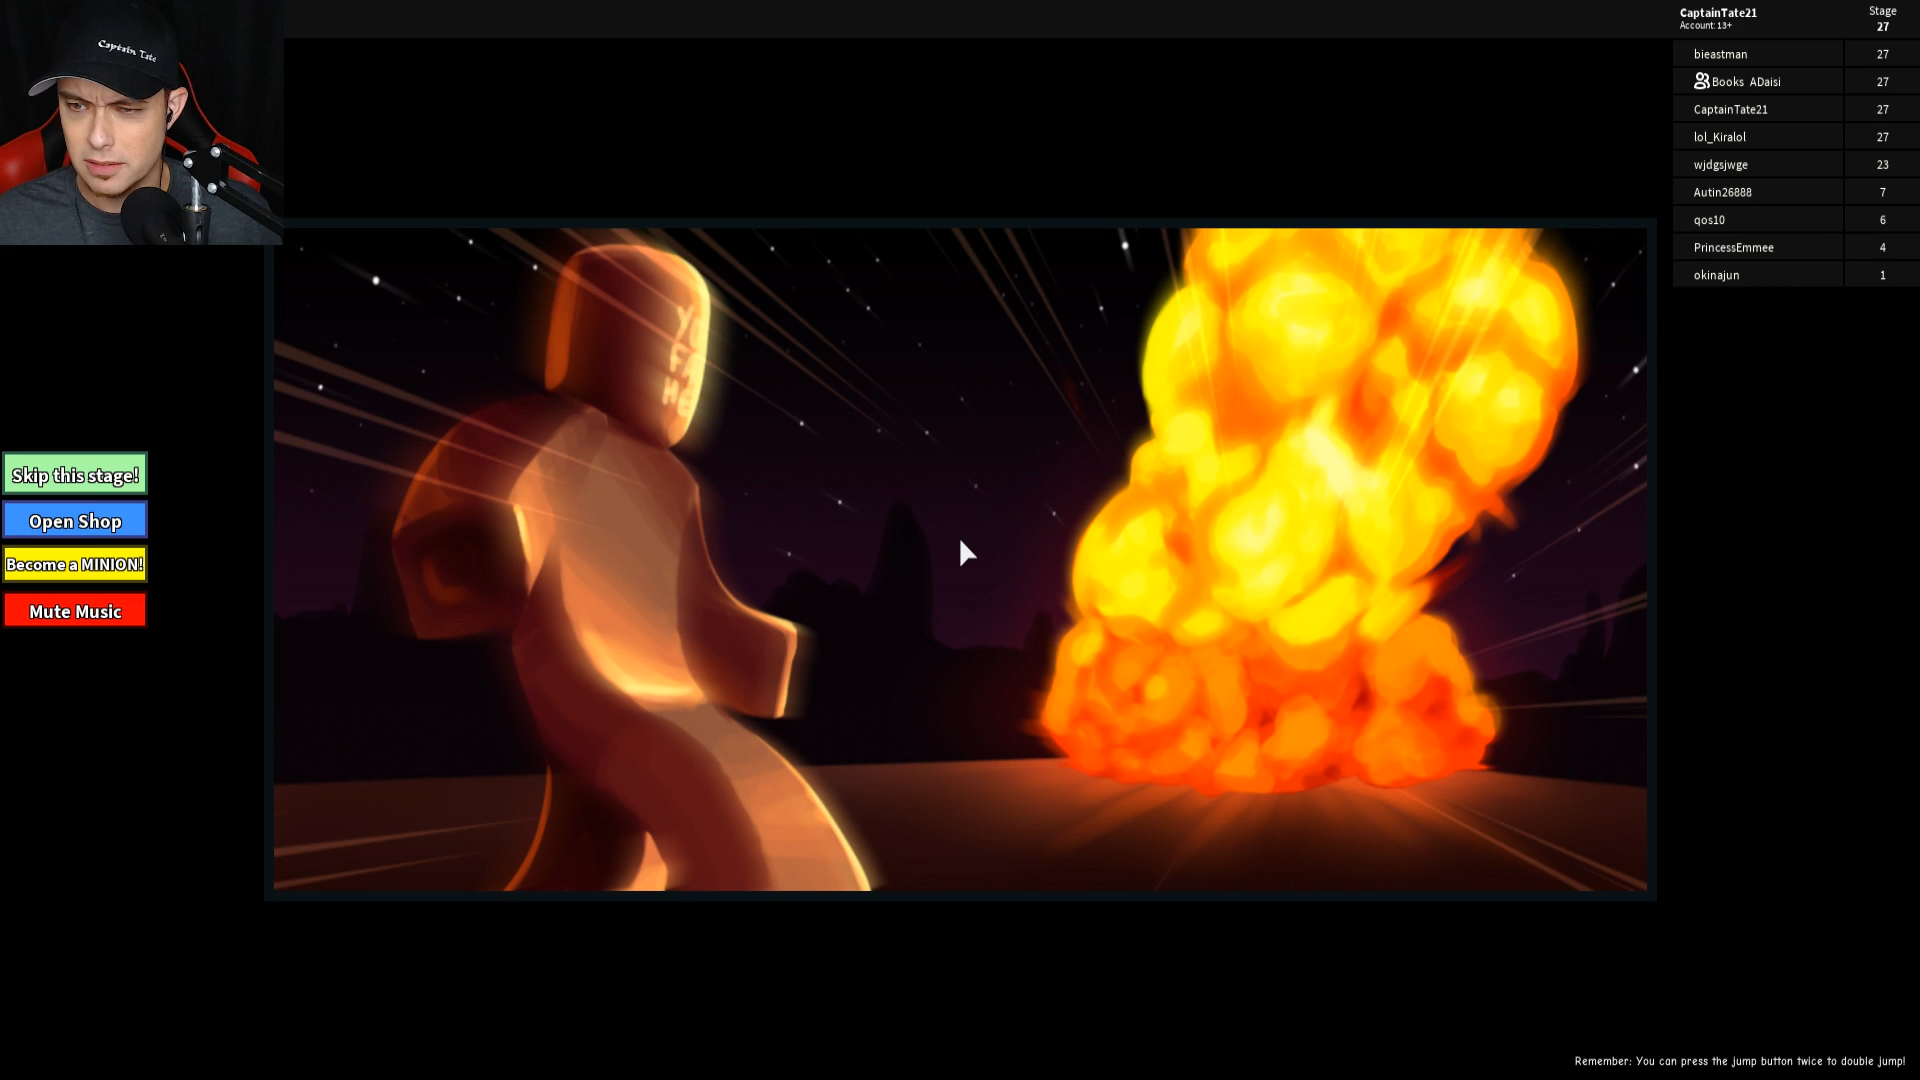 Captain Tate
CaptainTate21
Account: 13+
Stage
27
bieastman 27
Books ADaisi 27
CaptainTate21 27
lol_Kiralol 27
wjdgsjwge 23
Autin26888 7
qos10 6
PrincessEmmee 4
okinajun 1
Skip this stage!
Open Shop
Become a MINION!
Mute Music
Remember: You can press the jump button twice to double jump!